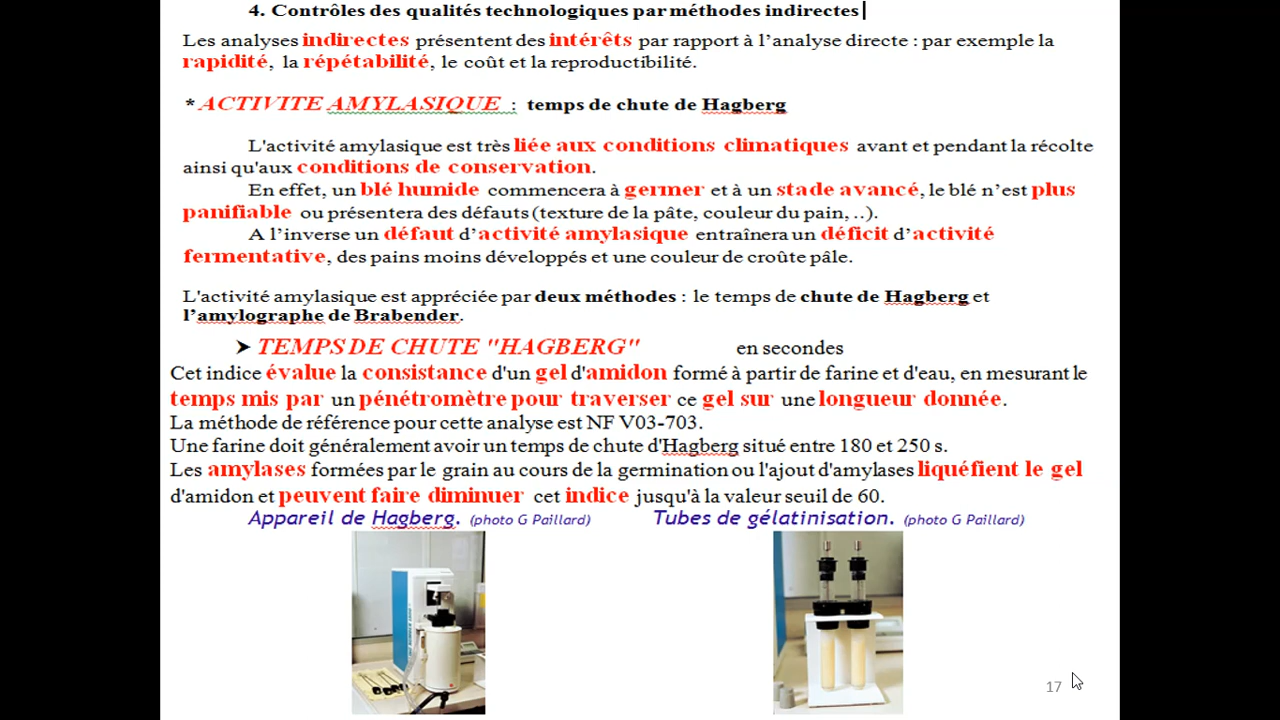 4. Contrôles des qualités technologiques par méthodes indirectes
Les analyses indirectes présentent des intérêts par rapport à l’analyse directe : par exemple la
rapidité, la répétabilité, le coût et la reproductibilité.
* ACTIVITE AMYLASIQUE : temps de chute de Hagberg
L'activité amylasique est très liée aux conditions climatiques avant et pendant la récolte
ainsi qu'aux conditions de conservation.
En effet, un blé humide commencera à germer et à un stade avancé, le blé n’est plus
panifiable ou présentera des défauts (texture de la pâte, couleur du pain, ..).
A l’inverse un défaut d’activité amylasique entraînera un déficit d’activité
fermentative, des pains moins développés et une couleur de croûte pâle.
L'activité amylasique est appréciée par deux méthodes : le temps de chute de Hagberg et
l’amylographe de Brabender.
➤ TEMPS DE CHUTE "HAGBERG" en secondes
Cet indice évalue la consistance d'un gel d'amidon formé à partir de farine et d'eau, en mesurant le
temps mis par un pénétromètre pour traverser ce gel sur une longueur donnée.
La méthode de référence pour cette analyse est NF V03-703.
Une farine doit généralement avoir un temps de chute d'Hagberg situé entre 180 et 250 s.
Les amylases formées par le grain au cours de la germination ou l'ajout d'amylases liquéfient le gel
d'amidon et peuvent faire diminuer cet indice jusqu'à la valeur seuil de 60.
Appareil de Hagberg. (photo G Paillard) Tubes de gélatinisation. (photo G Paillard)
17